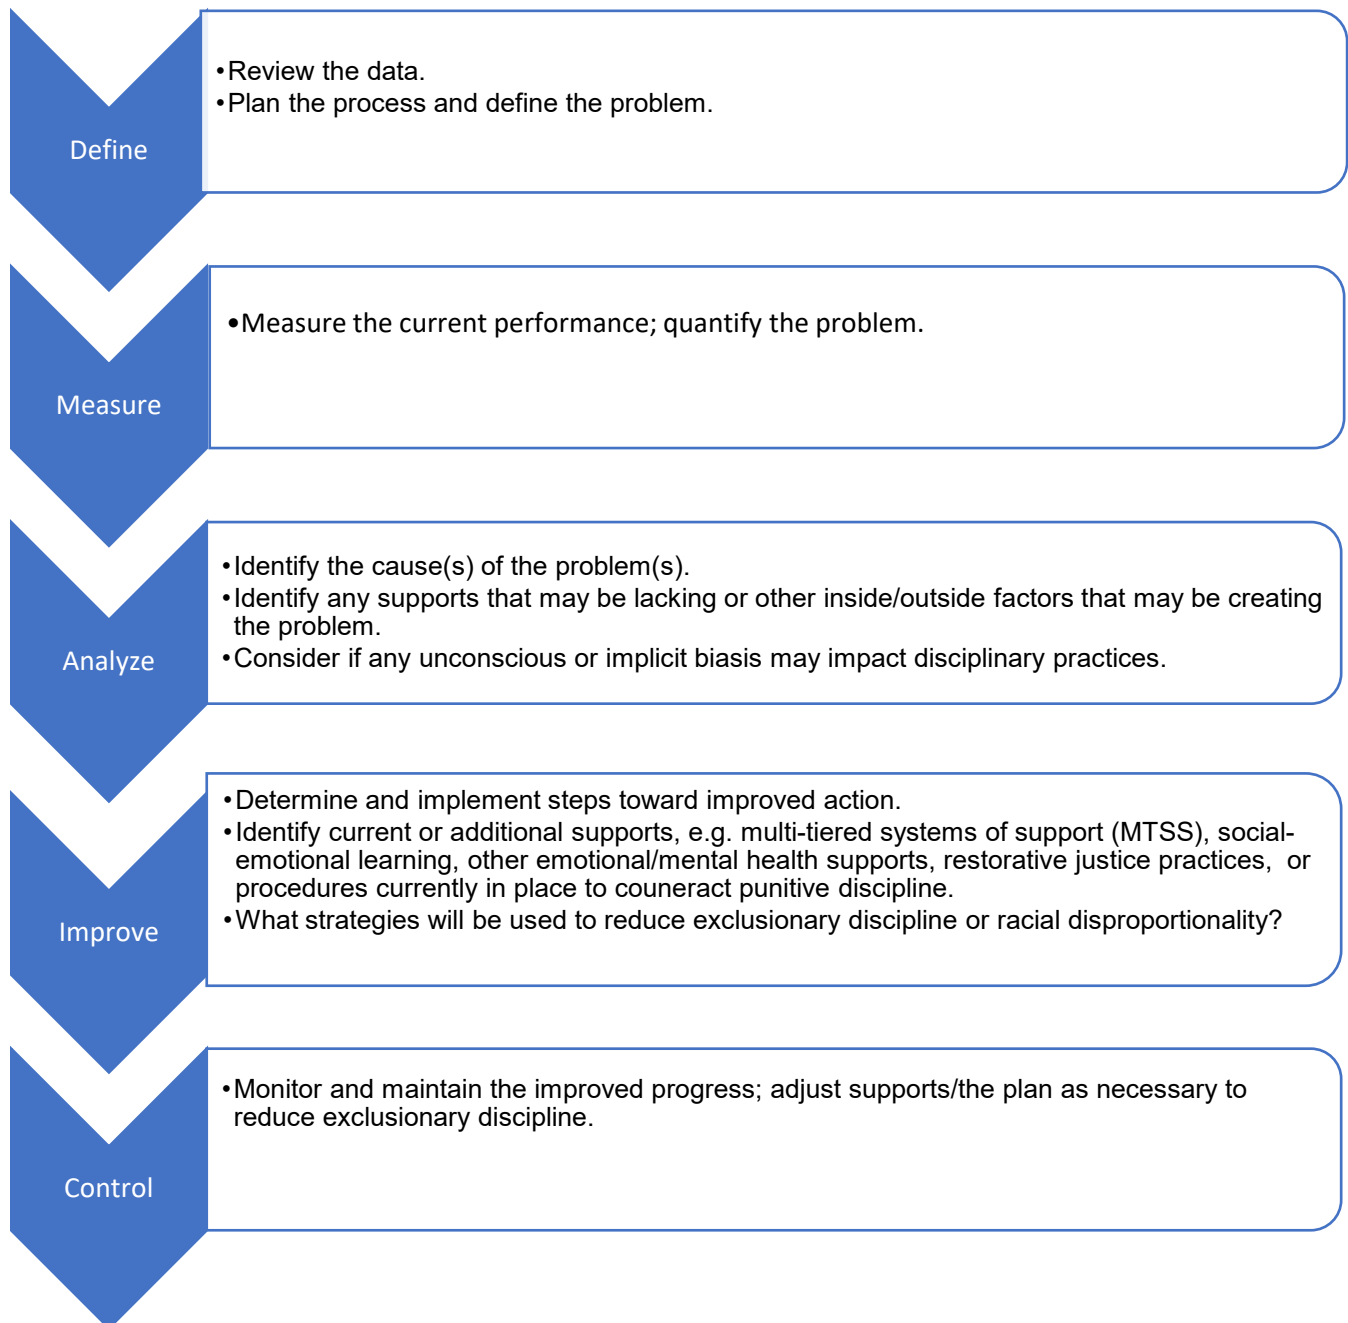 Define
•Review the data.
•Plan the process and define the problem.
Measure
•Measure the current performance; quantify the problem.
Analyze
•Identify the cause(s) of the problem(s).
•Identify any supports that may be lacking or other inside/outside factors that may be creating
the problem.
•Consider if any unconscious or implicit biasis may impact disciplinary practices.
Improve
•Determine and implement steps toward improved action.
•Identify current or additional supports, e.g. multi-tiered systems of support (MTSS), social-
emotional learning, other emotional/mental health supports, restorative justice practices, or
procedures currently in place to couneract punitive discipline.
•What strategies will be used to reduce exclusionary discipline or racial disproportionality?
Control
•Monitor and maintain the improved progress; adjust supports/the plan as necessary to
reduce exclusionary discipline.